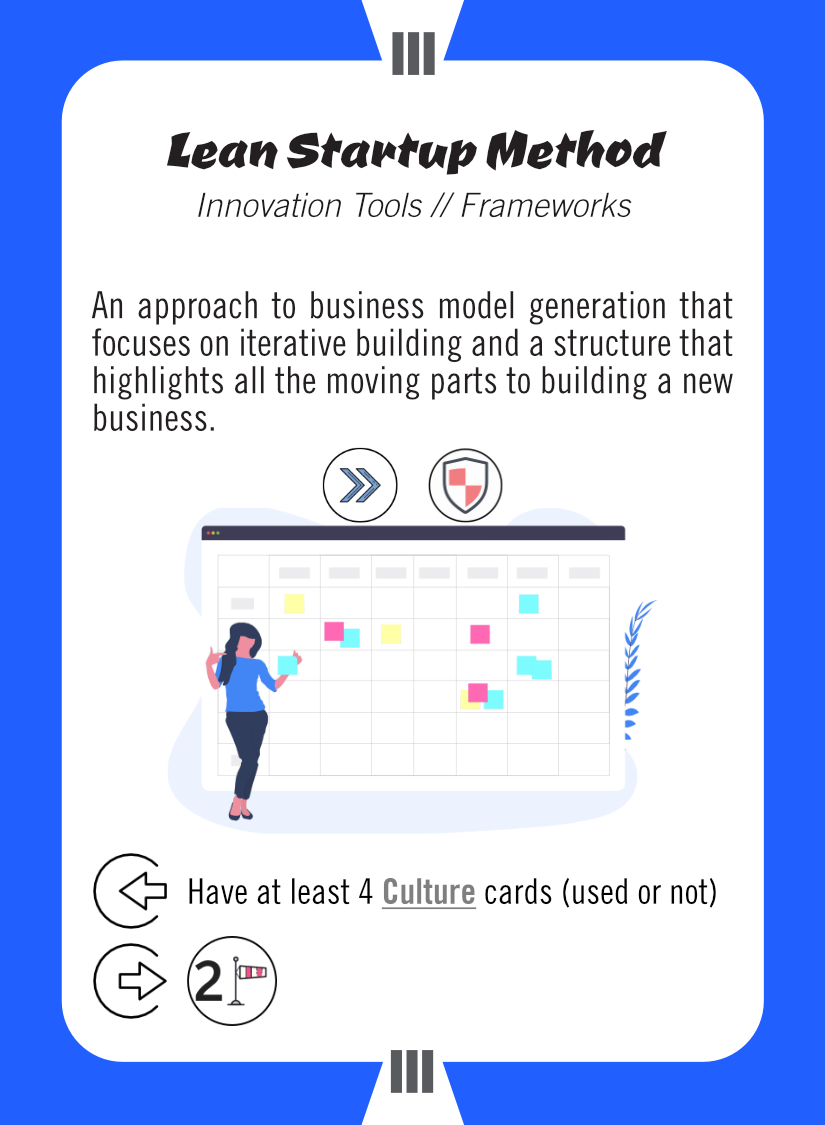 III
Lean Startup Method
Innovation Tools // Frameworks
An approach to business model generation that
focuses on iterative building and a structure that
highlights all the moving parts to building a new
business.
Have at least 4 Culture cards (used or not)
2
III